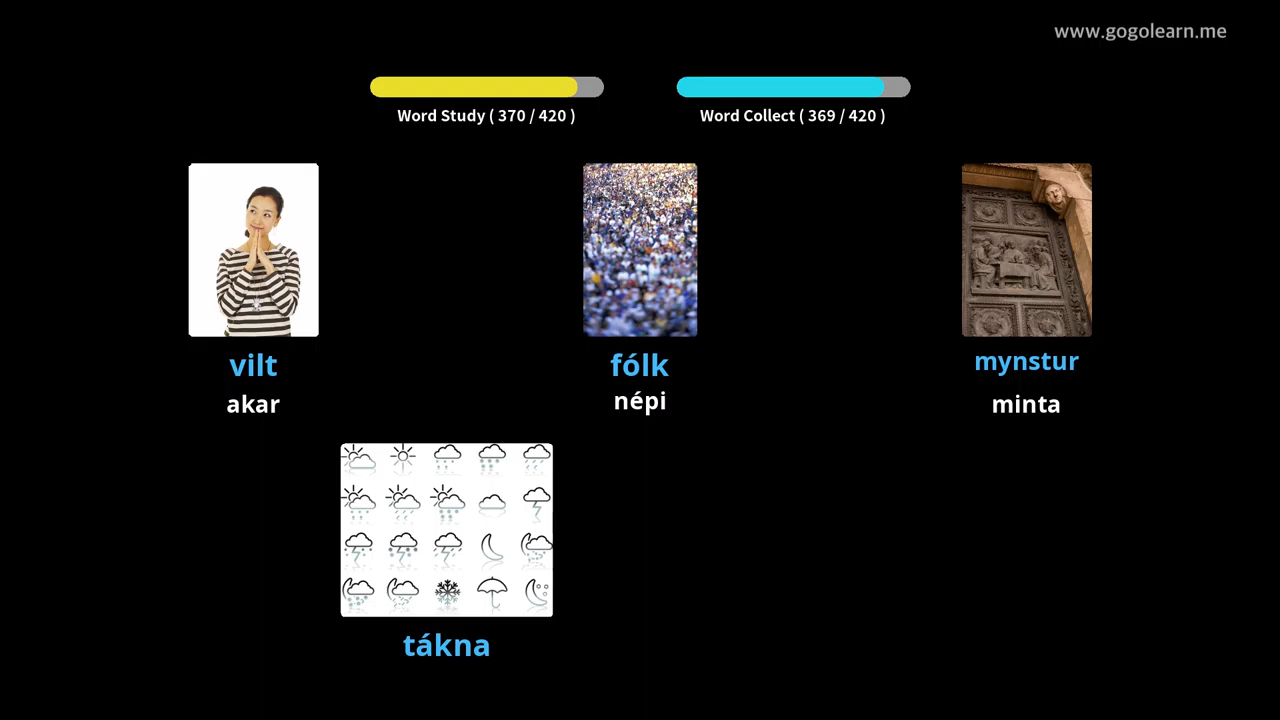 www.gogolearn.me
Word Study ( 370 / 420 )
Word Collect ( 369 / 420 )
vilt
akar
fólk
népi
mynstur
minta
tákna